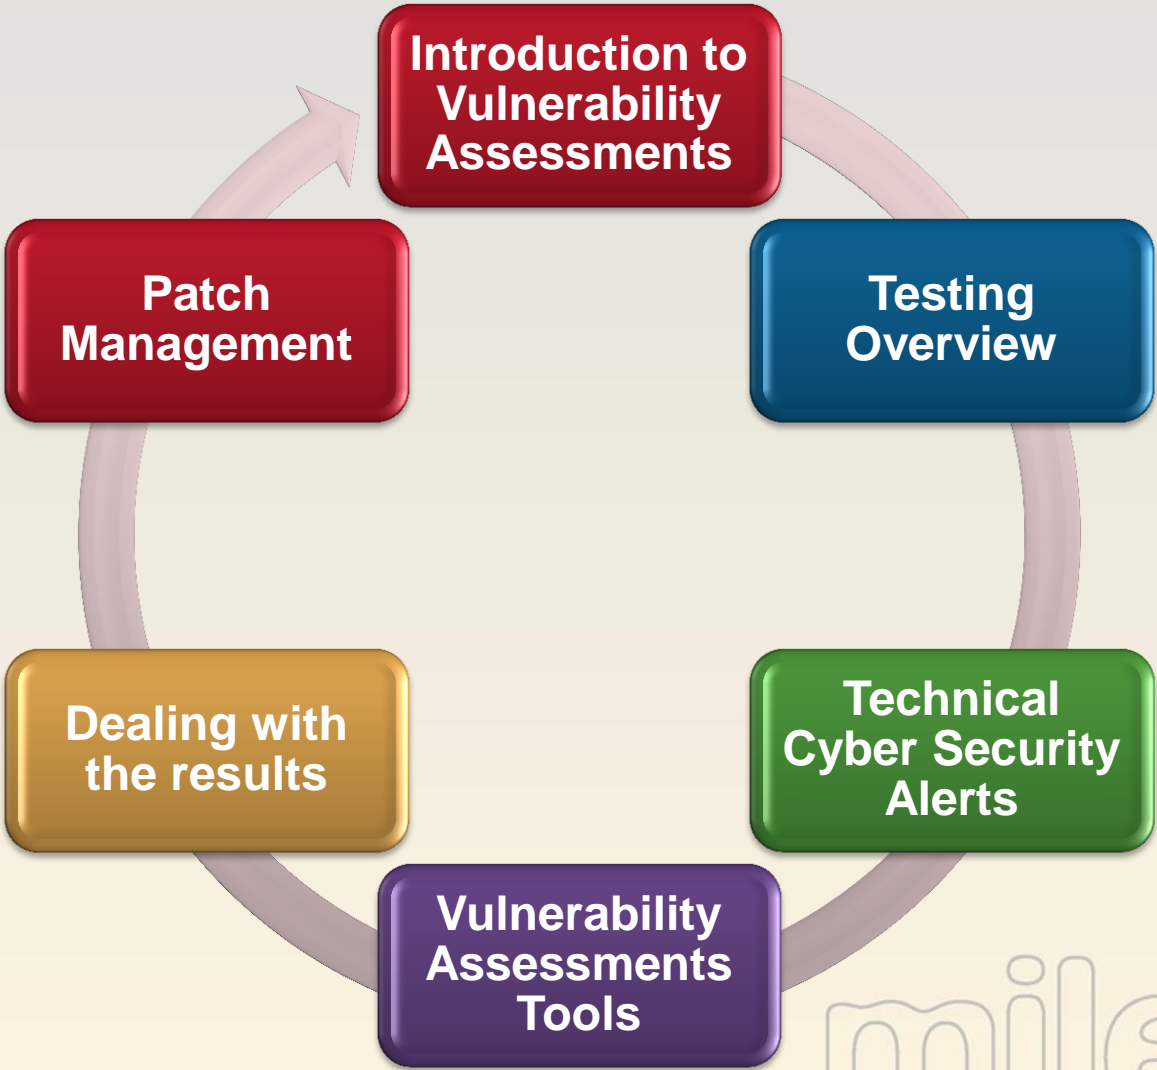 Introduction to
Vulnerability
Assessments
Testing
Overview
Technical
Cyber Security
Alerts
Vulnerability
Assessments
Tools
Dealing with
the results
Patch
Management